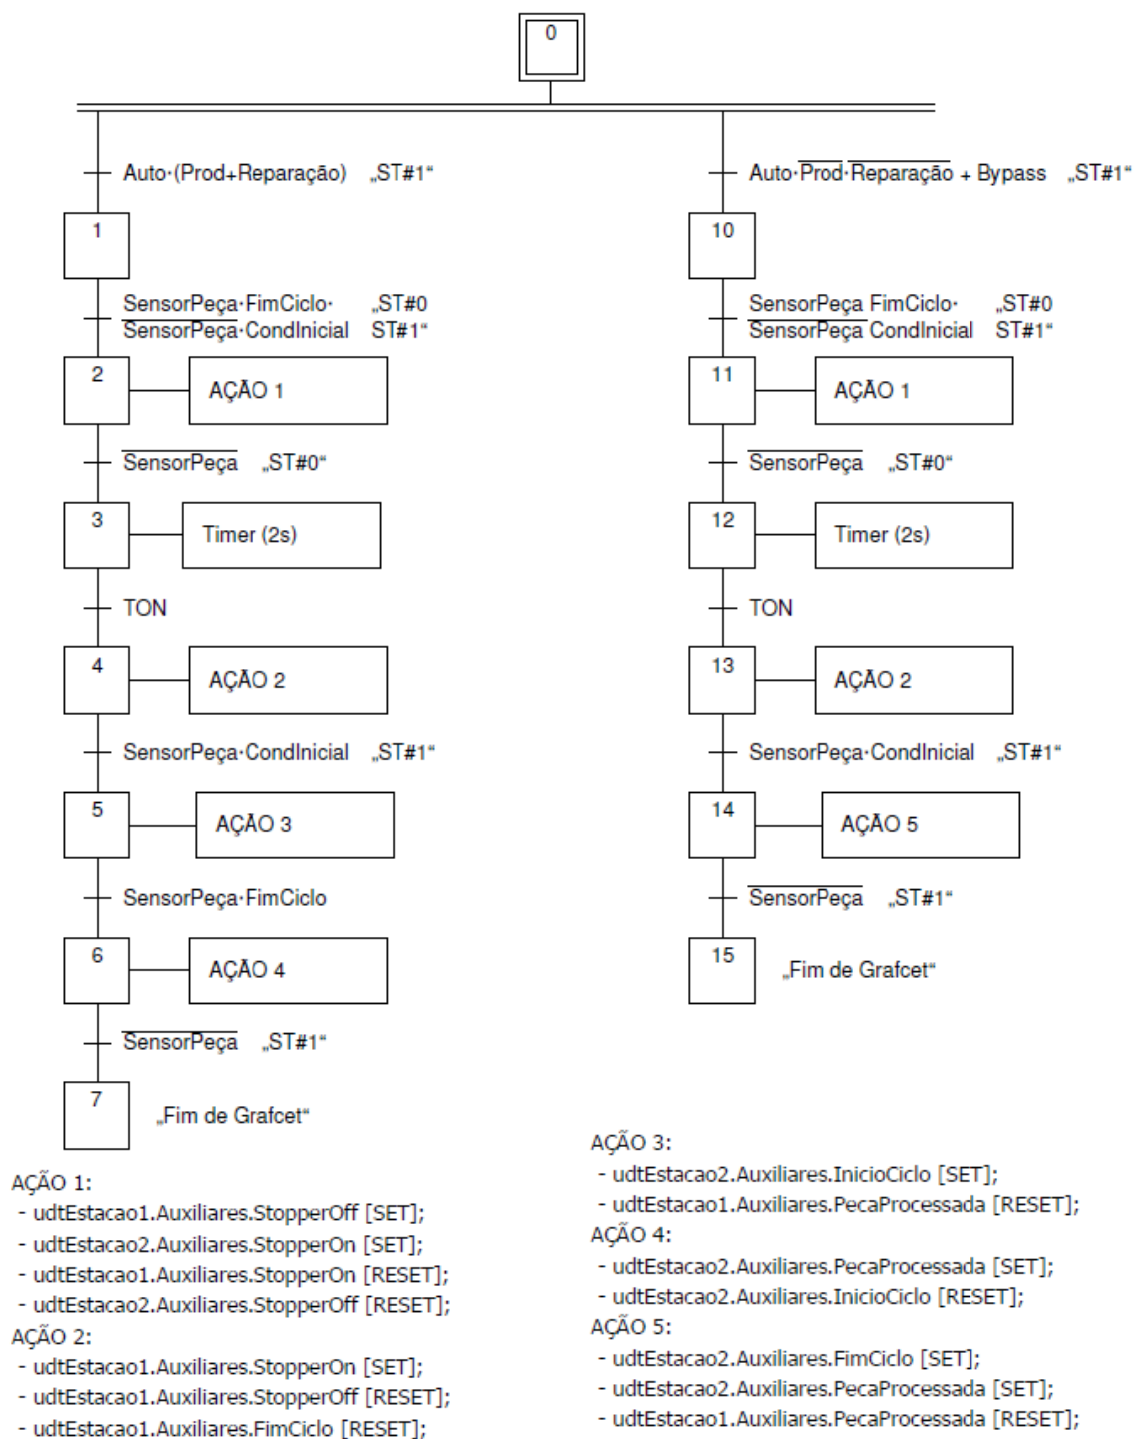 0
Auto·(Prod+Reparação) „ST#1“
1
SensorPeça·FimCiclo· „ST#0
SensorPeça·CondInicial ST#1“
2
AÇÃO 1
SensorPeça „ST#0“
3
Timer (2s)
TON
4
AÇÃO 2
SensorPeça·CondInicial „ST#1“
5
AÇÃO 3
SensorPeça·FimCiclo
6
AÇÃO 4
SensorPeça „ST#1“
7
„Fim de Grafcet“
Auto·Prod·Reparação + Bypass „ST#1“
10
SensorPeça FimCiclo· „ST#0
SensorPeça CondInicial ST#1“
11
AÇÃO 1
SensorPeça „ST#0“
12
Timer (2s)
TON
13
AÇÃO 2
SensorPeça·CondInicial „ST#1“
14
AÇÃO 5
SensorPeça „ST#1“
15
„Fim de Grafcet“
AÇÃO 1:
- udtEstacao1.Auxiliares.StopperOff [SET];
- udtEstacao2.Auxiliares.StopperOn [SET];
- udtEstacao1.Auxiliares.StopperOn [RESET];
- udtEstacao2.Auxiliares.StopperOff [RESET];
AÇÃO 2:
- udtEstacao1.Auxiliares.StopperOn [SET];
- udtEstacao1.Auxiliares.StopperOff [RESET];
- udtEstacao1.Auxiliares.FimCiclo [RESET];
AÇÃO 3:
- udtEstacao2.Auxiliares.InicioCiclo [SET];
- udtEstacao1.Auxiliares.PecaProcessada [RESET];
AÇÃO 4:
- udtEstacao2.Auxiliares.PecaProcessada [SET];
- udtEstacao2.Auxiliares.InicioCiclo [RESET];
AÇÃO 5:
- udtEstacao2.Auxiliares.FimCiclo [SET];
- udtEstacao2.Auxiliares.PecaProcessada [SET];
- udtEstacao1.Auxiliares.PecaProcessada [RESET];